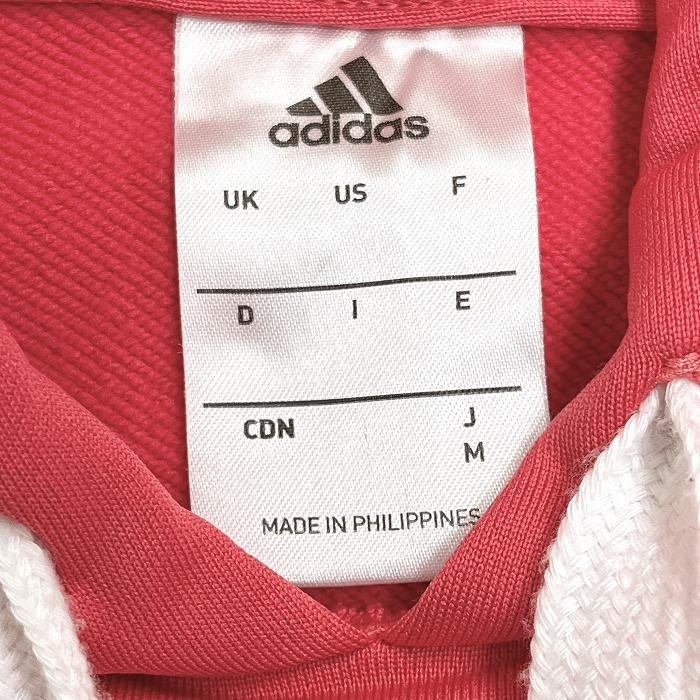 adidas
UK US F
D I E
CDN J
M
MADE IN PHILIPPINES